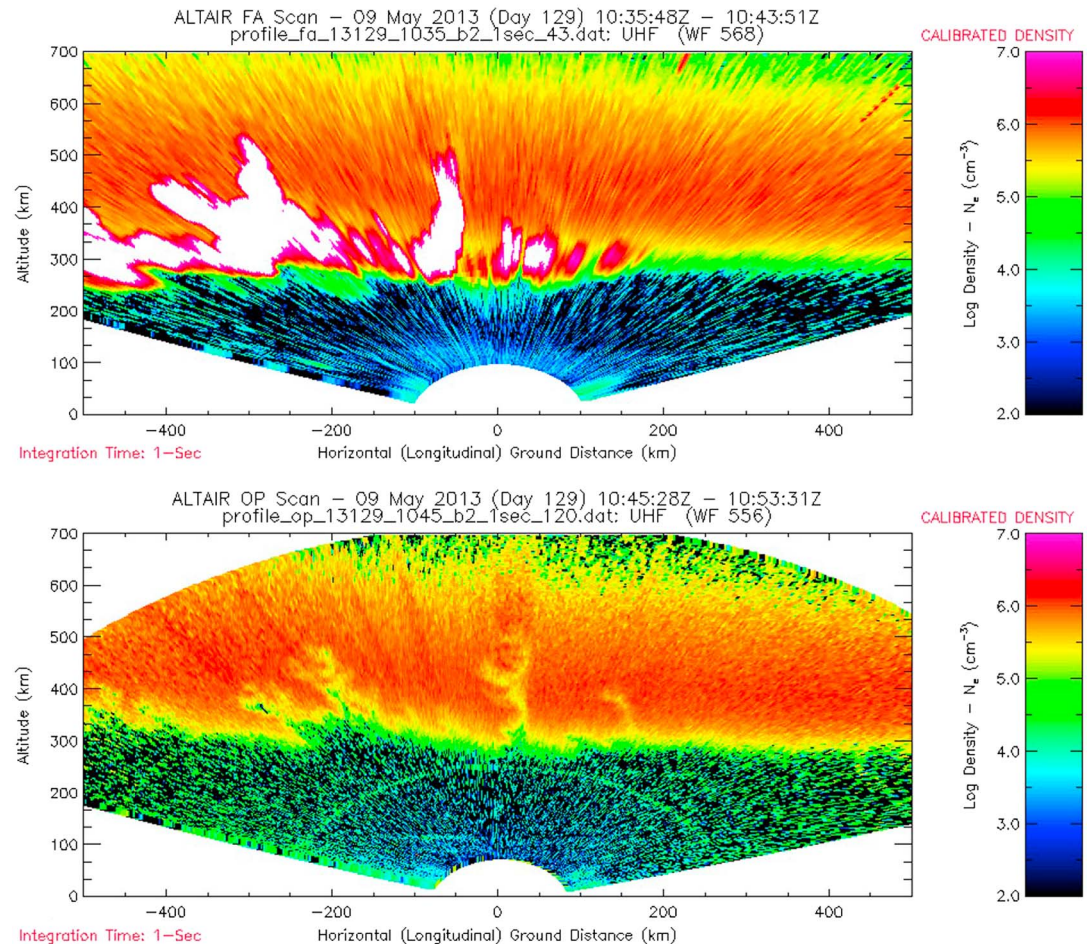 ALTAIR FA Scan - 09 May 2013 (Day 129) 10:35:48Z - 10:43:51Z
profile_fa_13129_1035_b2_1sec_43.dat: UHF (WF 568)
CALIBRATED DENSITY
700
600
500
400
300
200
100
0
Altitude (km)
-400
-200
0
200
400
Integration Time: 1-Sec
Horizontal (Longitudinal) Ground Distance (km)
7.0
6.0
5.0
4.0
3.0
2.0
Log Density - Ne (cm-3)
ALTAIR OP Scan - 09 May 2013 (Day 129) 10:45:28Z - 10:53:31Z
profile_op_13129_1045_b2_1sec_120.dat: UHF (WF 556)
CALIBRATED DENSITY
700
600
500
400
300
200
100
0
Altitude (km)
-400
-200
0
200
400
Integration Time: 1-Sec
Horizontal (Longitudinal) Ground Distance (km)
7.0
6.0
5.0
4.0
3.0
2.0
Log Density - Ne (cm-3)